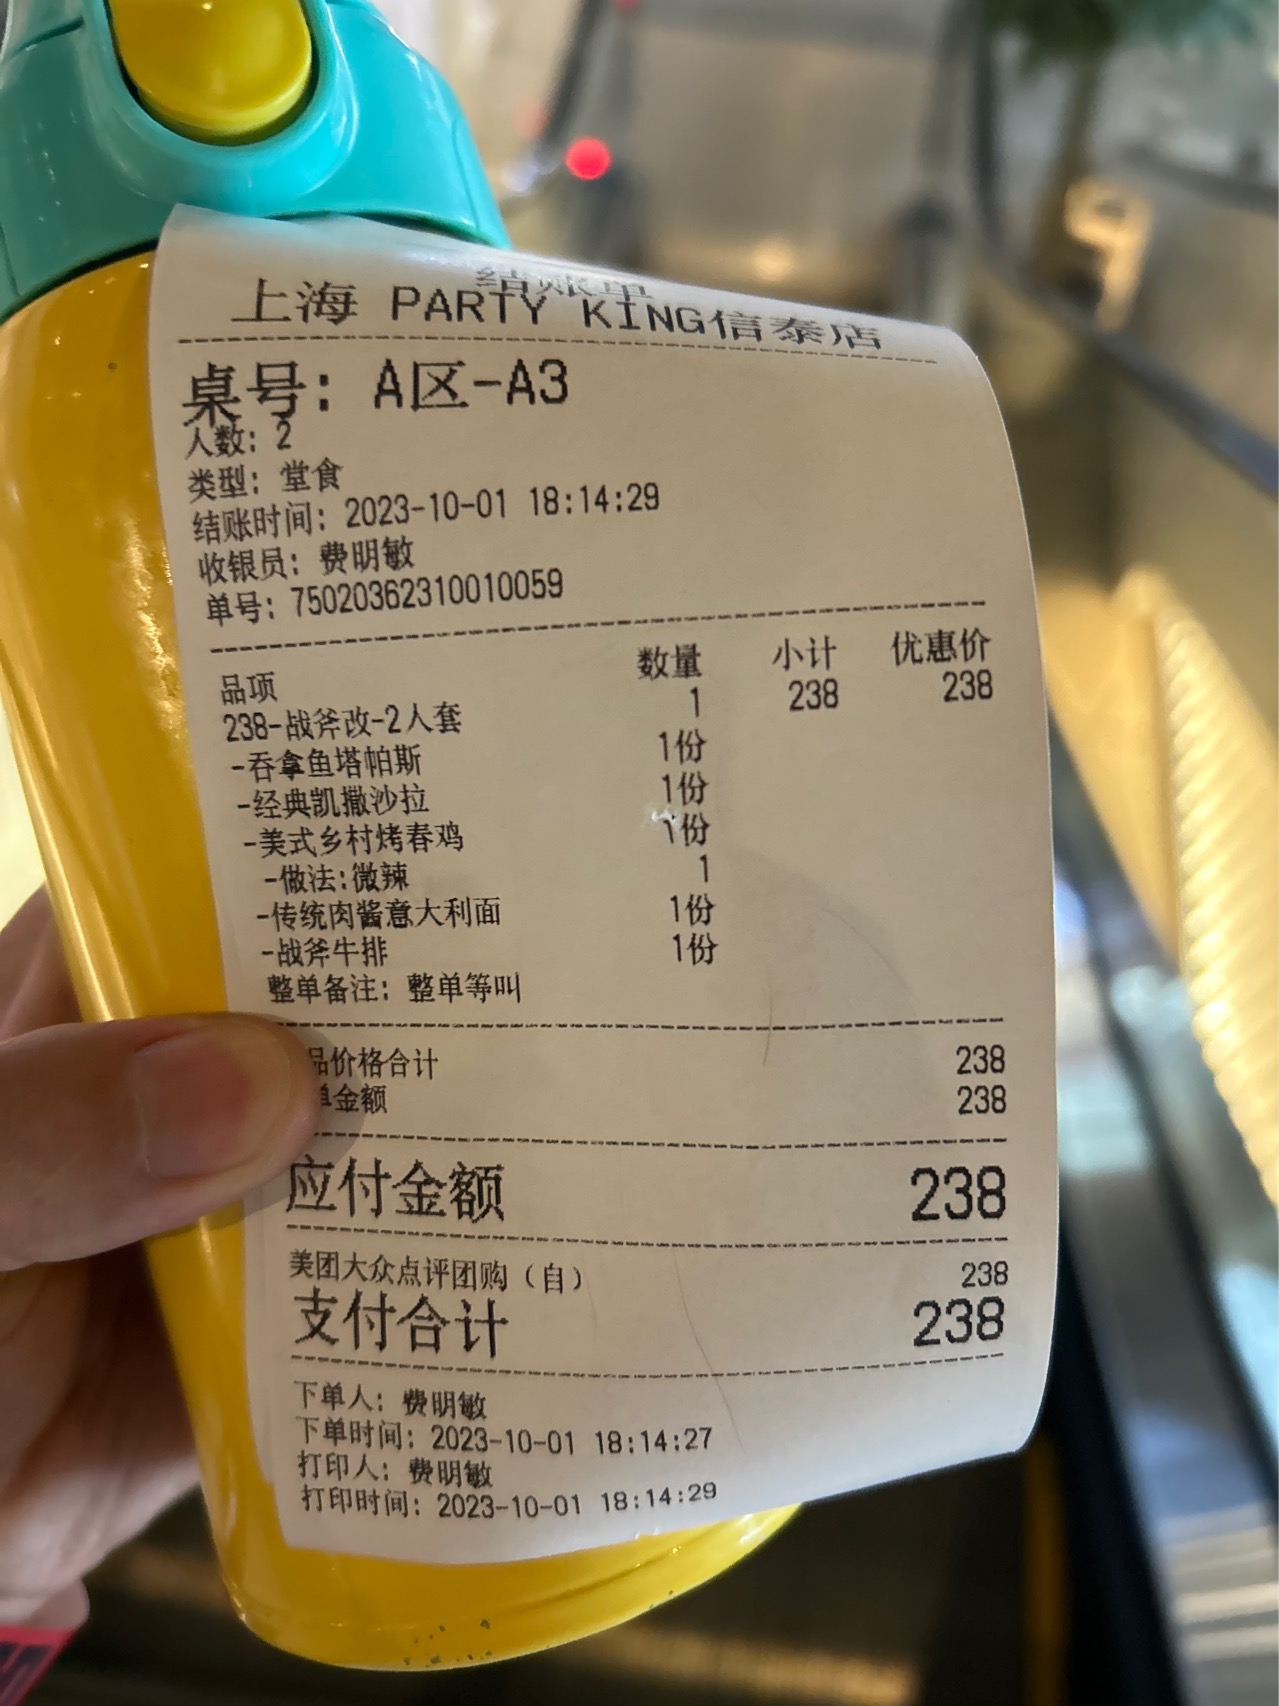 结账单
上海 PARTY KING信泰店
桌号: A区-A3
人数: 2
类型: 堂食
结账时间: 2023-10-01 18:14:29
收银员: 费明敏
单号: 75020362310010059
品项 数量 小计 优惠价
238-战斧改-2人套 1 238 238
-吞拿鱼塔帕斯 1份
-经典凯撒沙拉 1份
-美式乡村烤春鸡 1份
-做法:微辣 1
-传统肉酱意大利面 1份
-战斧牛排 1份
整单备注: 整单等叫
品价格合计 238
单金额 238
应付金额 238
美团大众点评团购（自） 238
支付合计 238
下单人: 费明敏
下单时间: 2023-10-01 18:14:27
打印人: 费明敏
打印时间: 2023-10-01 18:14:29